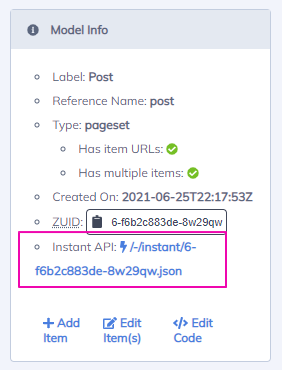 Model Info
Label: Post
Reference Name: post
Type: pageset
Has item URLs:
Has multiple items:
Created On: 2021-06-25T22:17:53Z
ZUID: 6-f6b2c883de-8w29qw
Instant API: /-/instant/6-
f6b2c883de-8w29qw.json
Add Item
Edit Item(s)
Edit Code